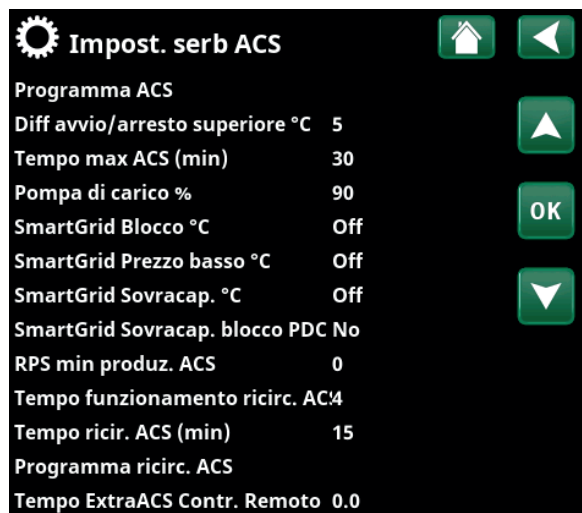 Impost. serb ACS
Programma ACS
Diff avvio/arresto superiore °C 5
Tempo max ACS (min) 30
Pompa di carico % 90
OK
SmartGrid Blocco °C Off
SmartGrid Prezzo basso °C Off
SmartGrid Sovracap. °C Off
SmartGrid Sovracap. blocco PDC No
RPS min produz. ACS 0
Tempo funzionamento ricirc. AC 4
Tempo ricir. ACS (min) 15
Programma ricirc. ACS
Tempo ExtraACS Contr. Remoto 0.0